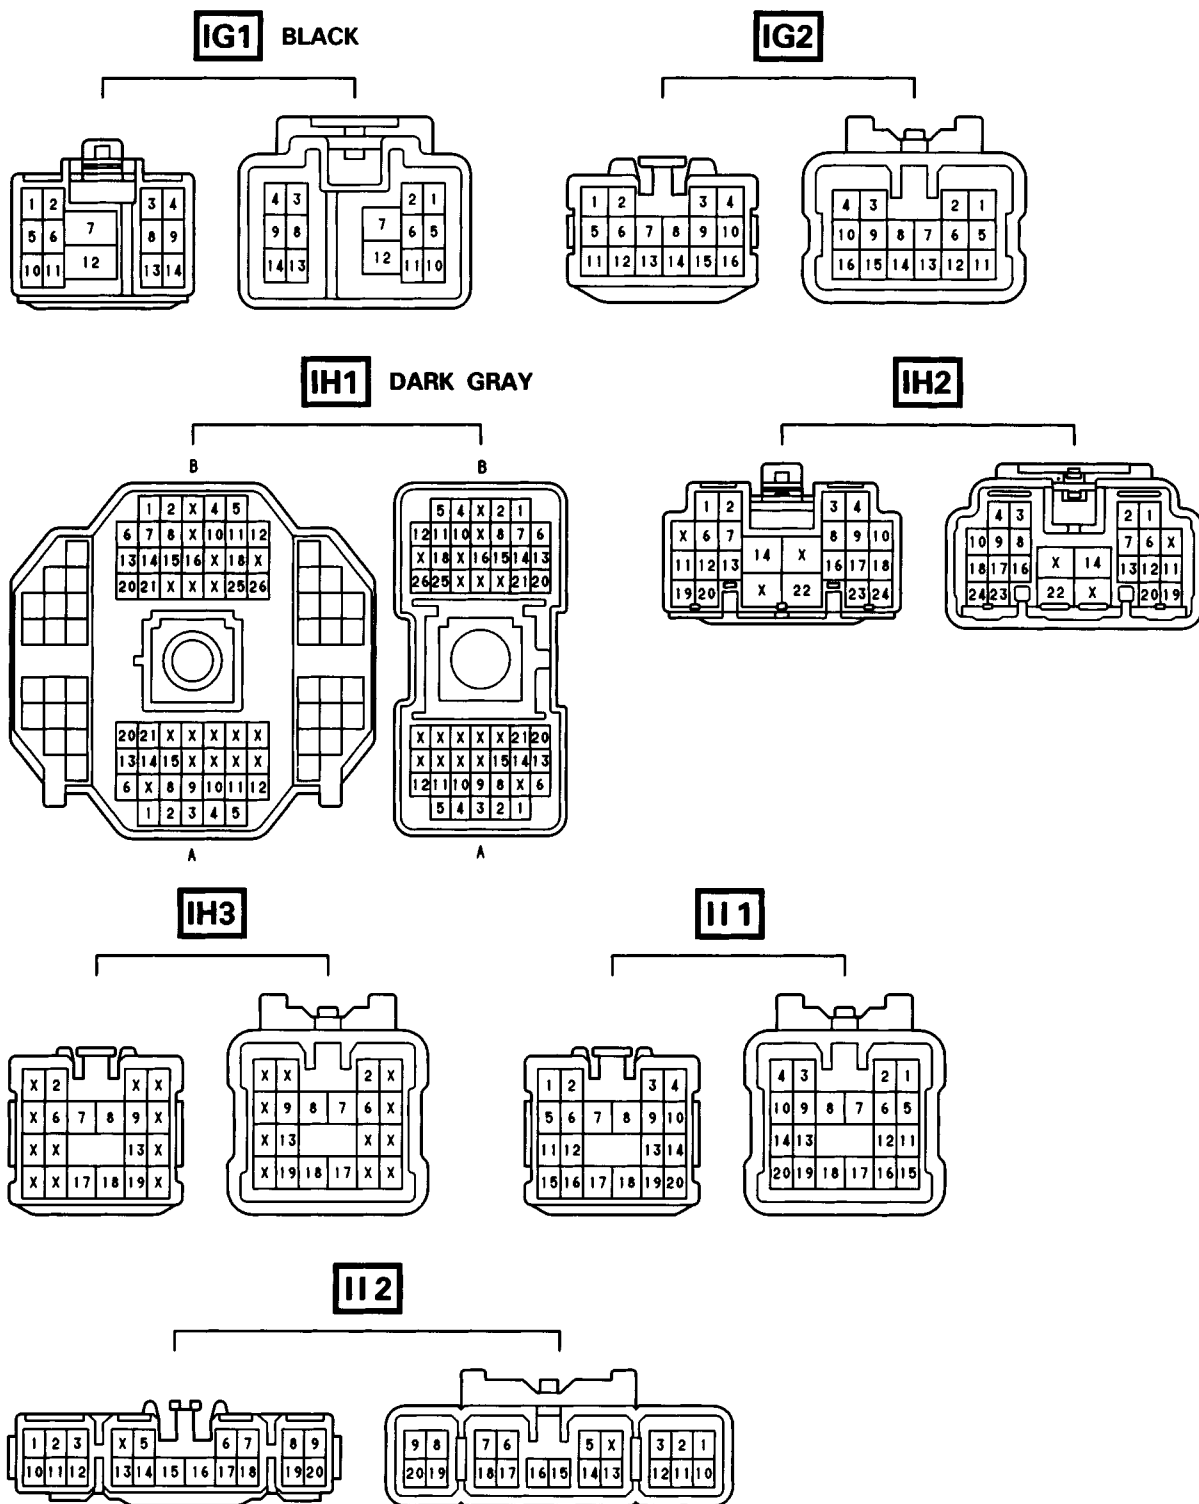 IG1 BLACK
1 2 3 4
5 6 7 8 9
10 11 12 13 14
4 3 2 1
9 8 7 6 5
14 13 12 11 10
IG2
1 2 3 4
5 6 7 8 9 10
11 12 13 14 15 16
4 3 2 1
10 9 8 7 6 5
16 15 14 13 12 11
IH1 DARK GRAY
B
1 2 X 4 5
6 7 8 X 10 11 12
13 14 15 16 X 18 X
20 21 X X X 25 26
20 21 X X X X X
13 14 15 X X X X
6 X 8 9 10 11 12
1 2 3 4 5
A
B
5 4 X 2 1
12 11 10 X 8 7 6
X 18 X 16 15 14 13
26 25 X X X 21 20
X X X X X 21 20
X X X X 15 14 13
12 11 10 9 8 X 6
5 4 3 2 1
A
IH2
1 2 3 4
X 6 7 8 9 10
11 12 13 14 X 16 17 18
19 20 X 22 23 24
4 3 2 1
10 9 8 7 6 X
18 17 16 X 14 13 12 11
24 23 22 X 20 19
IH3
X 2 X X
X 6 7 8 9 X
X X 13 X
X X 17 18 19 X
X X 2 X
X 9 8 7 6 X
X 13 X X
X 19 18 17 X X
II 1
1 2 3 4
5 6 7 8 9 10
11 12 13 14
15 16 17 18 19 20
4 3 2 1
10 9 8 7 6 5
14 13 12 11
20 19 18 17 16 15
II 2
1 2 3 X 5 6 7 8 9
10 11 12 13 14 15 16 17 18 19 20
9 8 7 6 5 X 3 2 1
20 19 18 17 16 15 14 13 12 11 10